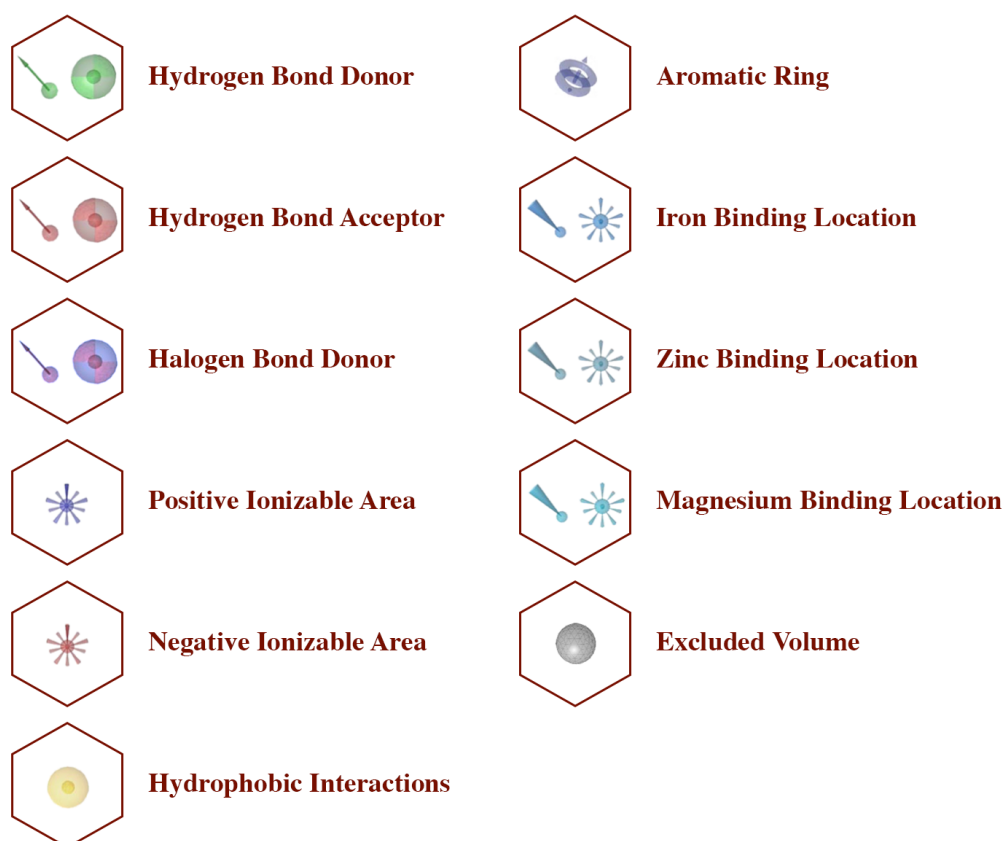 Hydrogen Bond Donor
Hydrogen Bond Acceptor
Halogen Bond Donor
Positive Ionizable Area
Negative Ionizable Area
Hydrophobic Interactions
Aromatic Ring
Iron Binding Location
Zinc Binding Location
Magnesium Binding Location
Excluded Volume